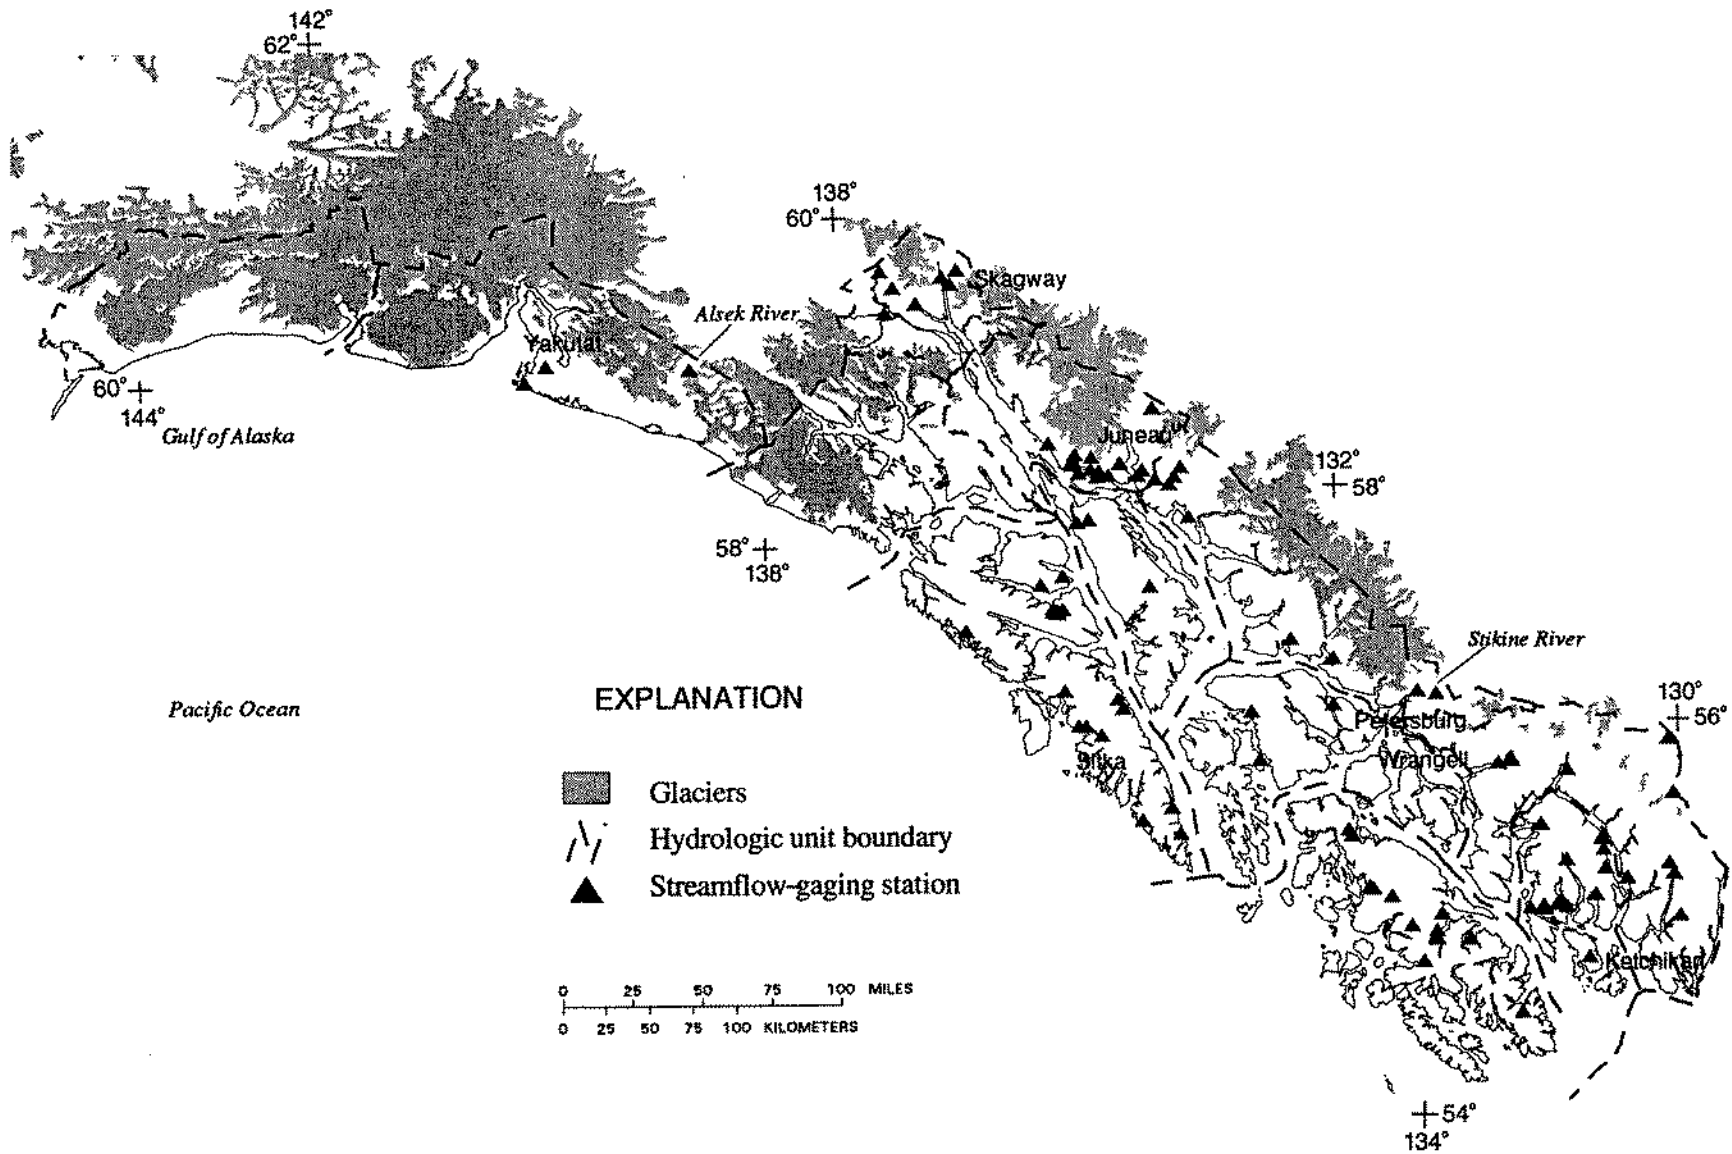 142°
62°
138°
60°
Skagway
Alsek River
Yakutat
60°
144°
Gulf of Alaska
Juneau
132°
58°
58°
138°
Stikine River
EXPLANATION
Pacific Ocean
130°
56°
Petersburg
Wrangell
Sitka
Glaciers
Hydrologic unit boundary
Streamflow-gaging station
Ketchikan
0 25 50 75 100 MILES
0 25 50 75 100 KILOMETERS
54°
134°